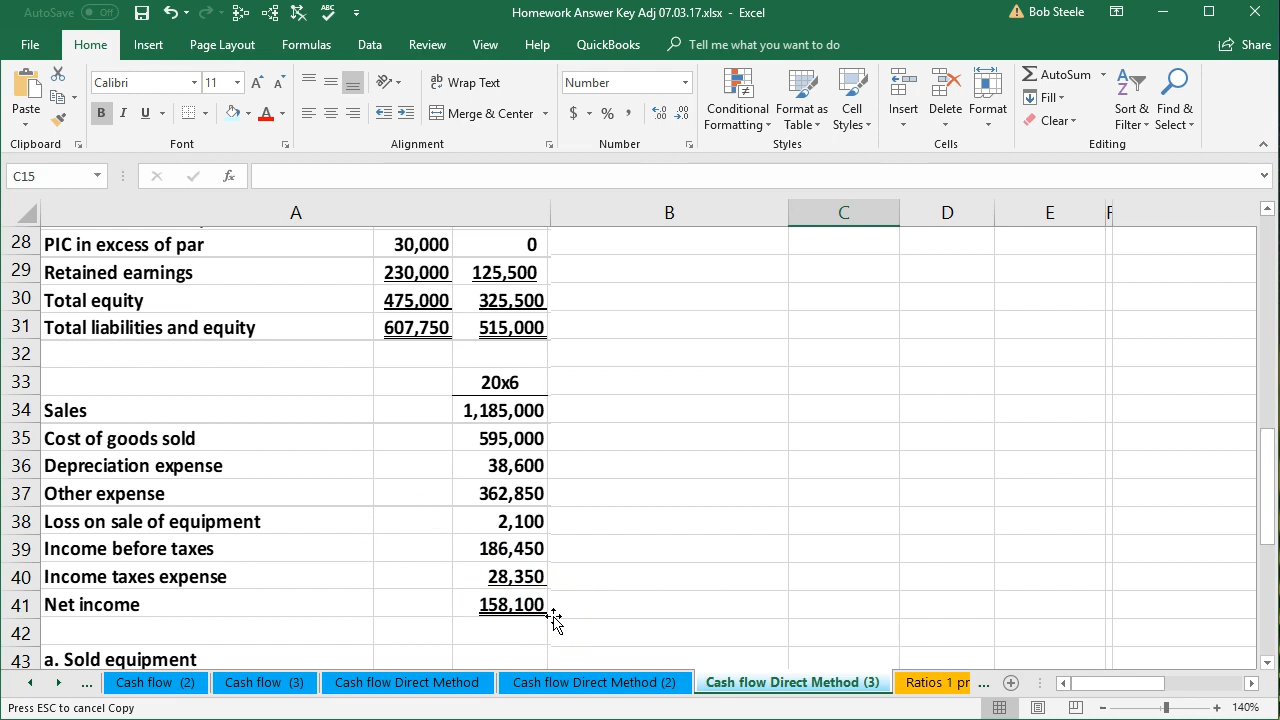 AutoSave Off
Homework Answer Key Adj 07.03.17.xlsx - Excel
Bob Steele
File Home Insert Page Layout Formulas Data Review View Help QuickBooks Tell me what you want to do Share
Paste
Clipboard
Calibri 11
B I U
Font
Wrap Text
Merge & Center
Alignment
Number
$ % ,
Number
Conditional Formatting
Format as Table
Cell Styles
Styles
Insert Delete Format
Cells
AutoSum
Fill
Clear
Sort & Filter
Find & Select
Editing
C15 fx
A B C D E F
28 PIC in excess of par 30,000 0
29 Retained earnings 230,000 125,500
30 Total equity 475,000 325,500
31 Total liabilities and equity 607,750 515,000
32
33 20x6
34 Sales 1,185,000
35 Cost of goods sold 595,000
36 Depreciation expense 38,600
37 Other expense 362,850
38 Loss on sale of equipment 2,100
39 Income before taxes 186,450
40 Income taxes expense 28,350
41 Net income 158,100
42
43 a. Sold equipment
... Cash flow (2) Cash flow (3) Cash flow Direct Method Cash flow Direct Method (2) Cash flow Direct Method (3) Ratios 1 pr ...
Press ESC to cancel Copy
140%